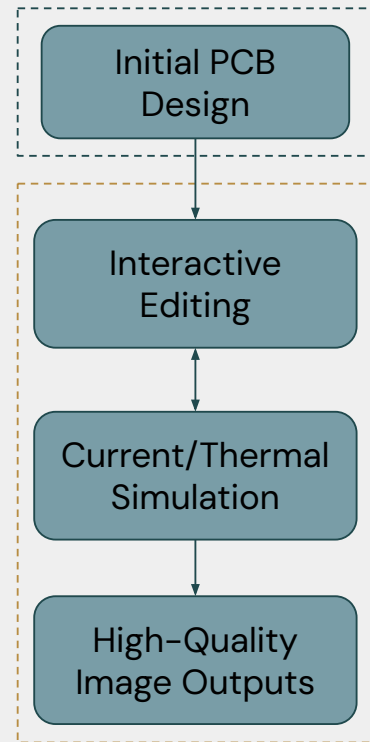 Initial PCB
Design
Interactive
Editing
Current/Thermal
Simulation
High-Quality
Image Outputs